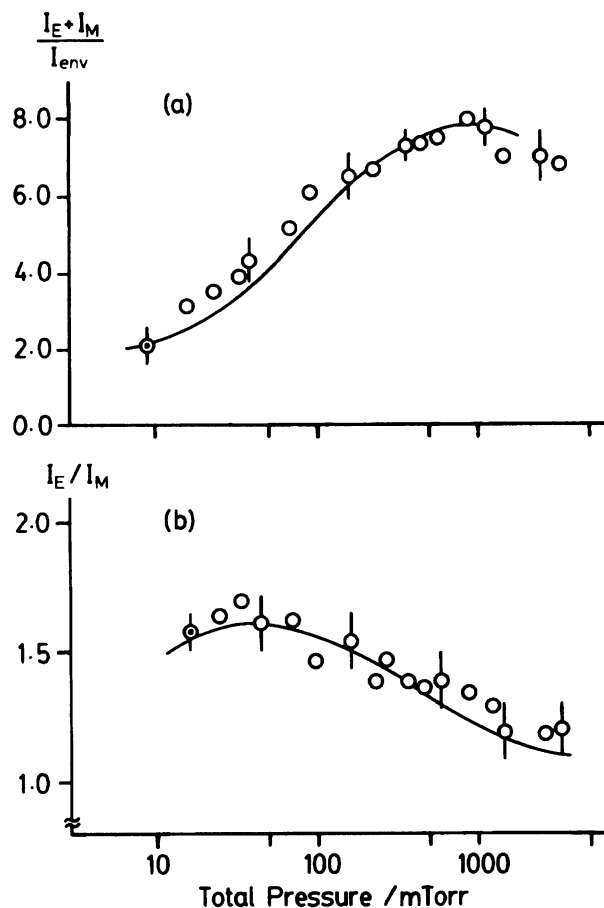 I_E + I_M
I_env
(a)
8.0
6.0
4.0
2.0
0.0
I_E / I_M
(b)
2.0
1.5
1.0
10 100 1000
Total Pressure /mTorr